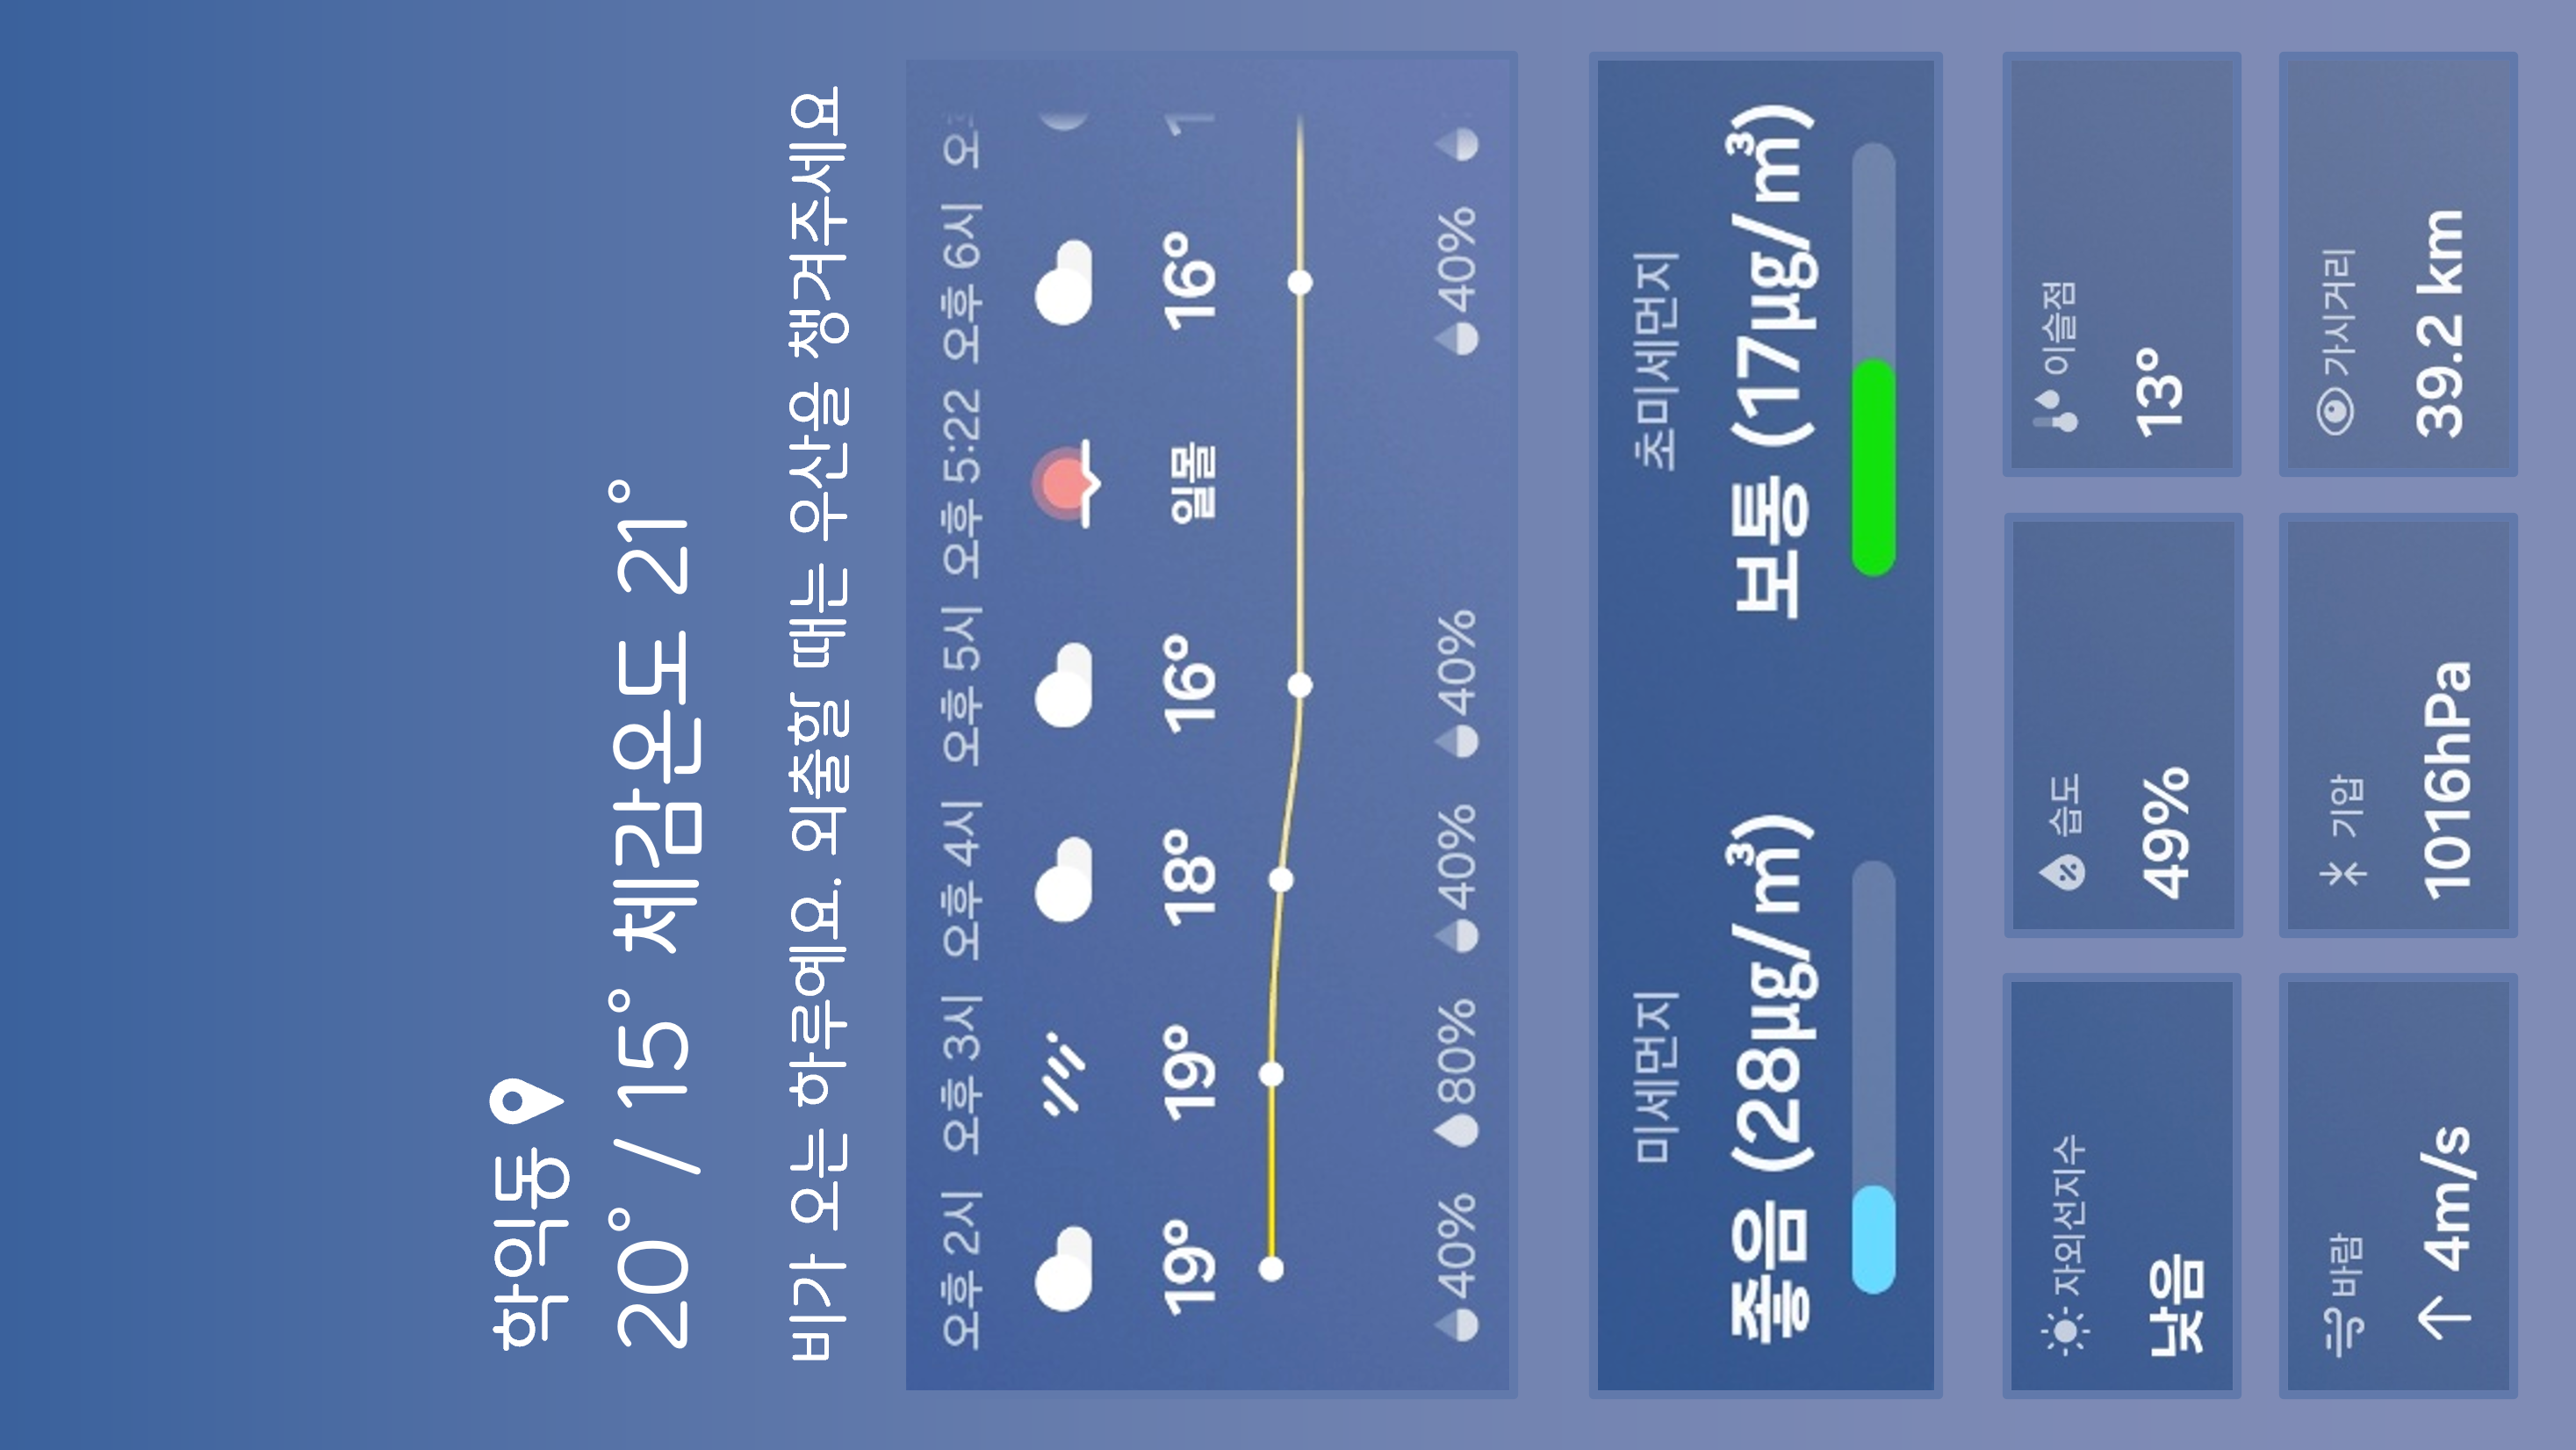 학익동
20° / 15° 체감온도 21°
비가 오는 하루예요. 외출할 때는 우산을 챙겨주세요
오후 2시 오후 3시 오후 4시 오후 5시 오후 5:22 오후 6시 오
19° 19° 18° 16° 일몰 16° 1
40% 80% 40% 40% 40%
미세먼지 초미세먼지
좋음 (28µg/m³) 보통 (17µg/m³)
자외선지수 습도 이슬점
낮음 49% 13°
바람 기압 가시거리
↑ 4m/s 1016hPa 39.2 km